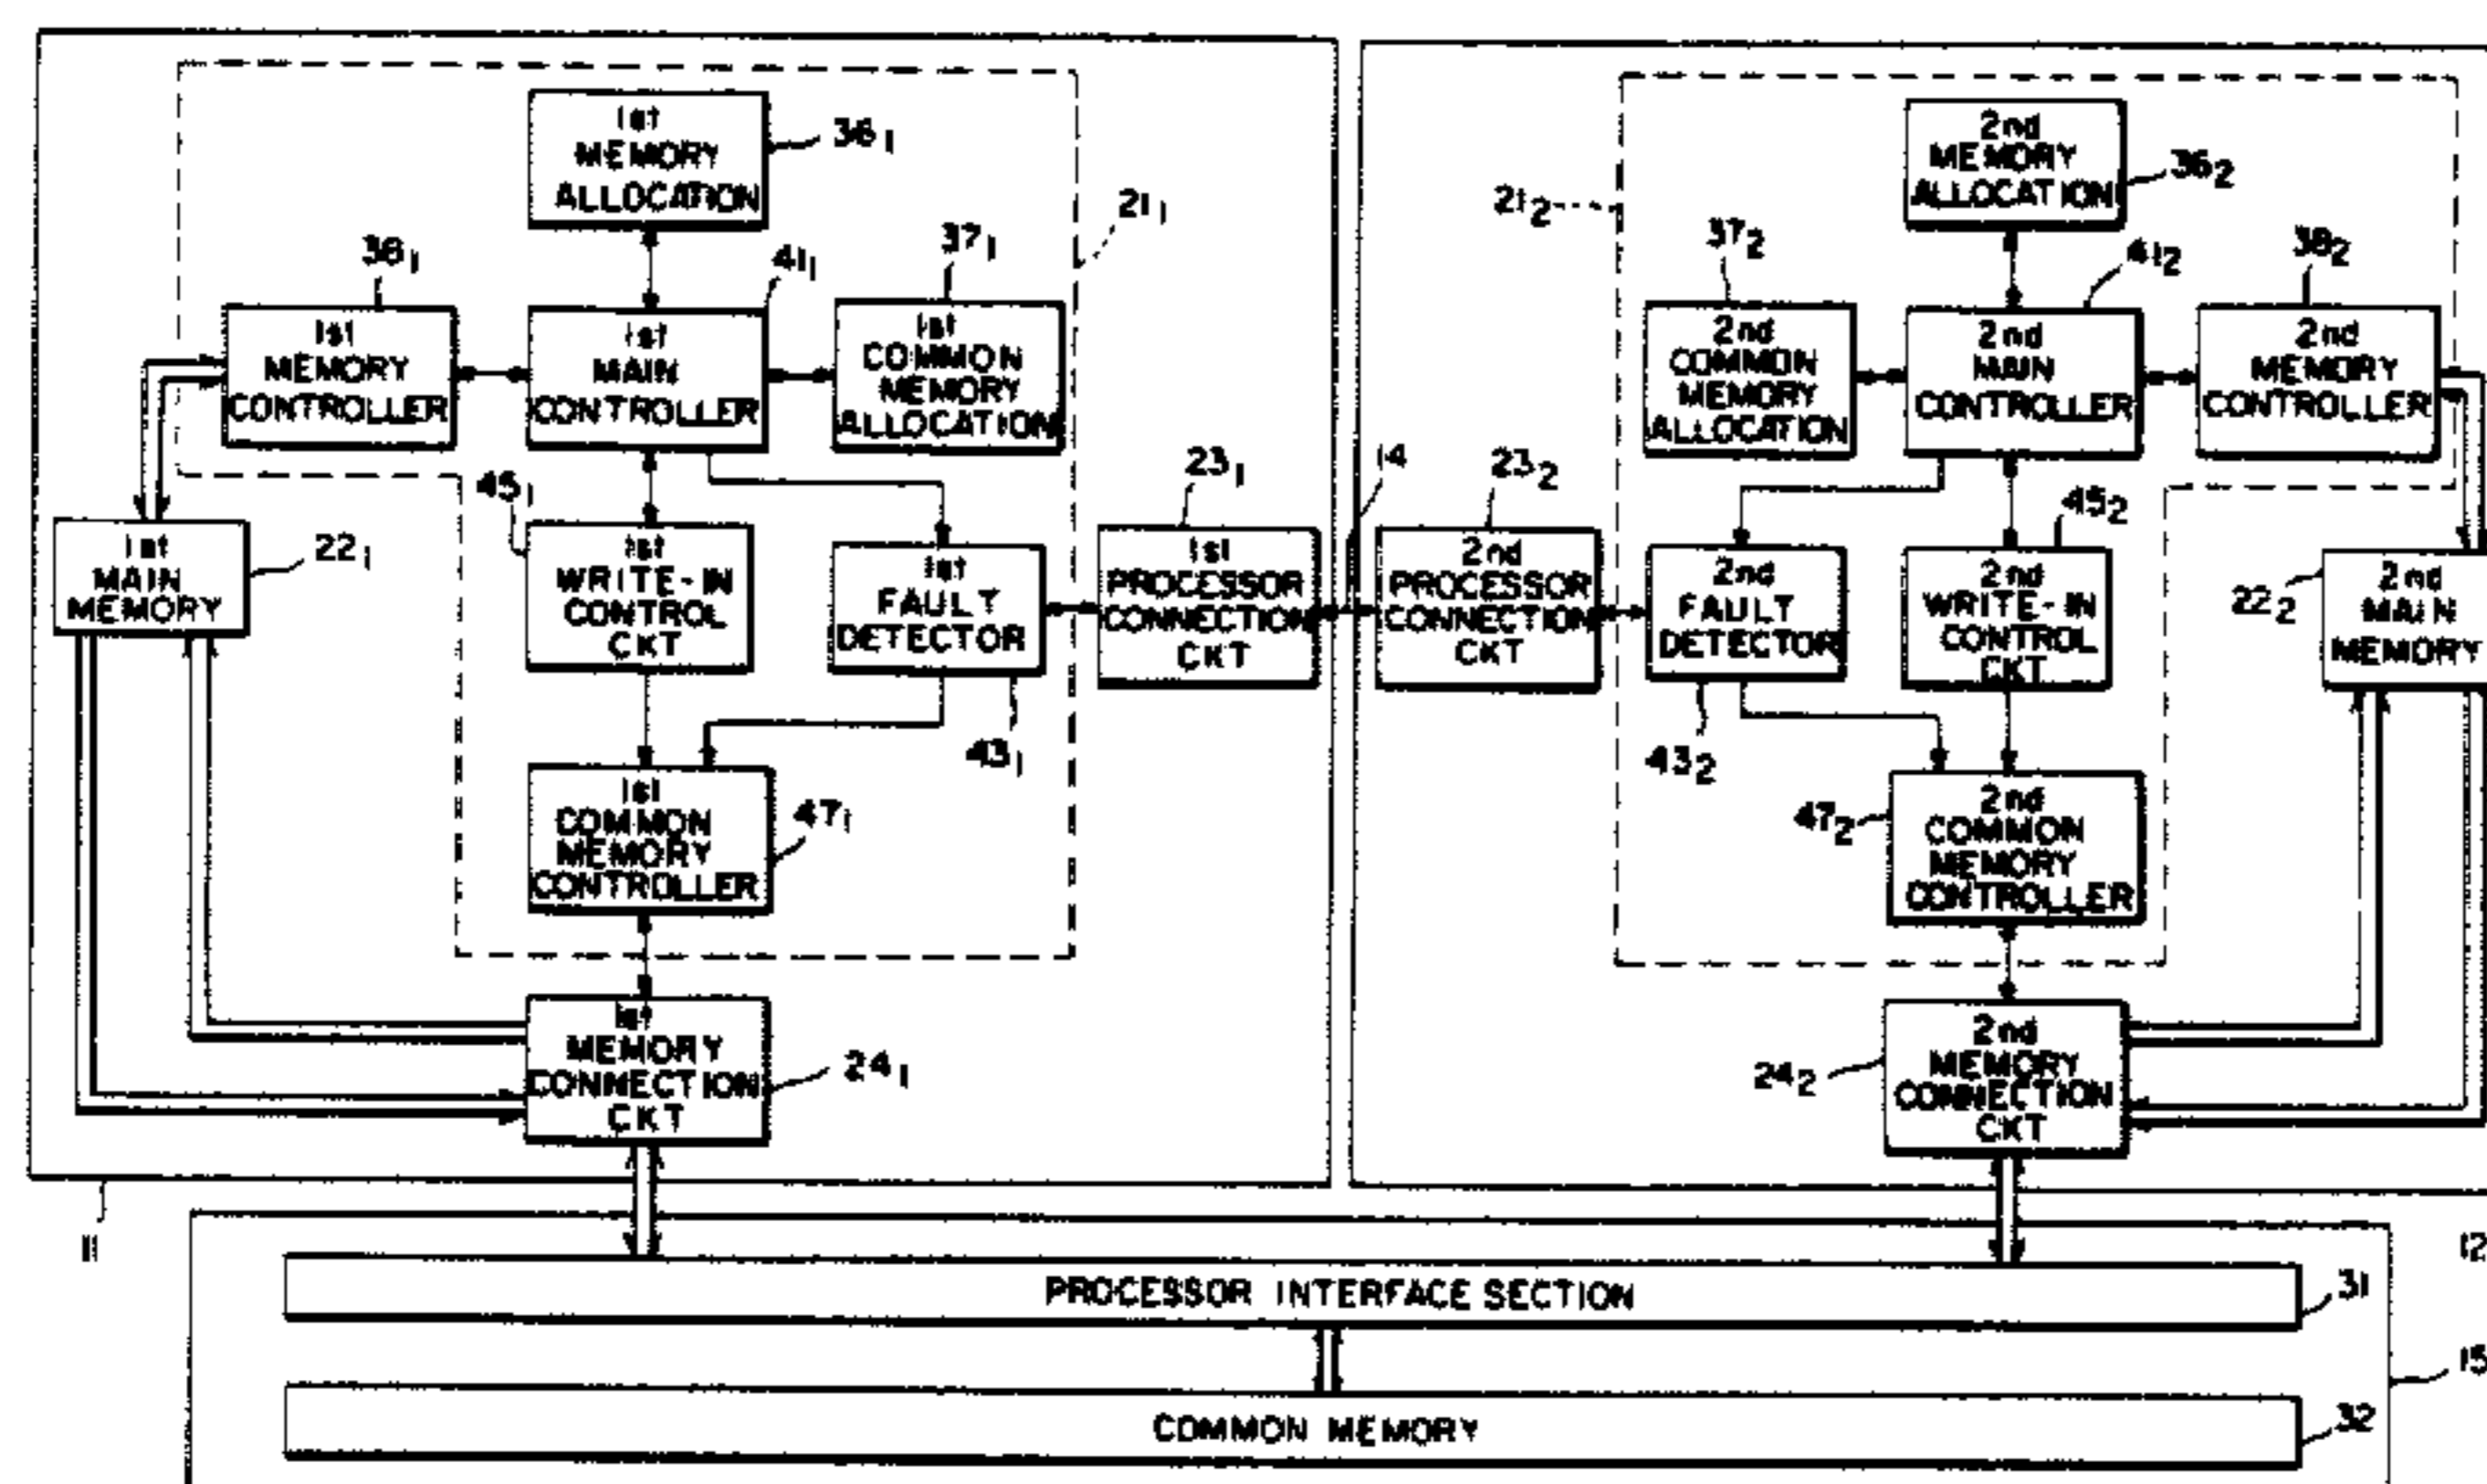 1st
MEMORY
ALLOCATION
36₁
21₁
38₁
1st
MEMORY
CONTROLLER
41₁
1st
MAIN
CONTROLLER
37₁
1st
COMMON
MEMORY
ALLOCATION
22₁
1st
MAIN
MEMORY
45₁
1st
WRITE-IN
CONTROL
CKT
1st
FAULT
DETECTOR
43₁
23₁
1st
PROCESSOR
CONNECTION
CKT
14
1st
COMMON
MEMORY
CONTROLLER
47₁
1st
MEMORY
CONNECTION
CKT
24₁
11
2nd
MEMORY
ALLOCATION
36₂
21₂
37₂
2nd
COMMON
MEMORY
ALLOCATION
41₂
2nd
MAIN
CONTROLLER
38₂
2nd
MEMORY
CONTROLLER
23₂
2nd
PROCESSOR
CONNECTION
CKT
2nd
FAULT
DETECTOR
43₂
45₂
2nd
WRITE-IN
CONTROL
CKT
22₂
2nd
MAIN
MEMORY
47₂
2nd
COMMON
MEMORY
CONTROLLER
24₂
2nd
MEMORY
CONNECTION
CKT
12
PROCESSOR INTERFACE SECTION
31
15
COMMON MEMORY
32